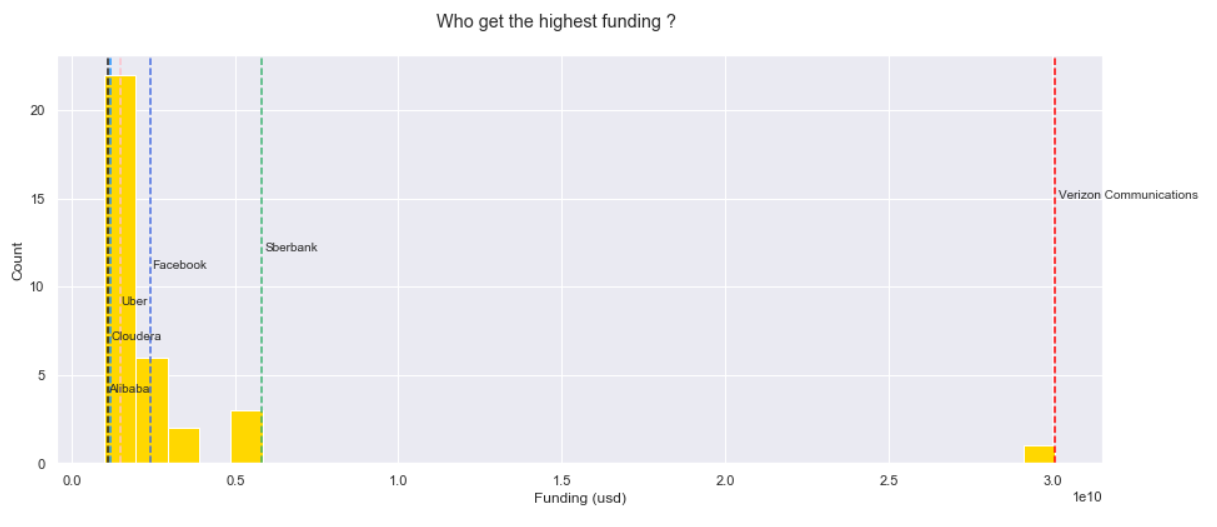 Who get the highest funding ?
Count
20
15
10
5
0
Verizon Communications
Sberbank
Facebook
Uber
Cloudera
Alibaba
0.0 0.5 1.0 1.5 2.0 2.5 3.0
1e10
Funding (usd)